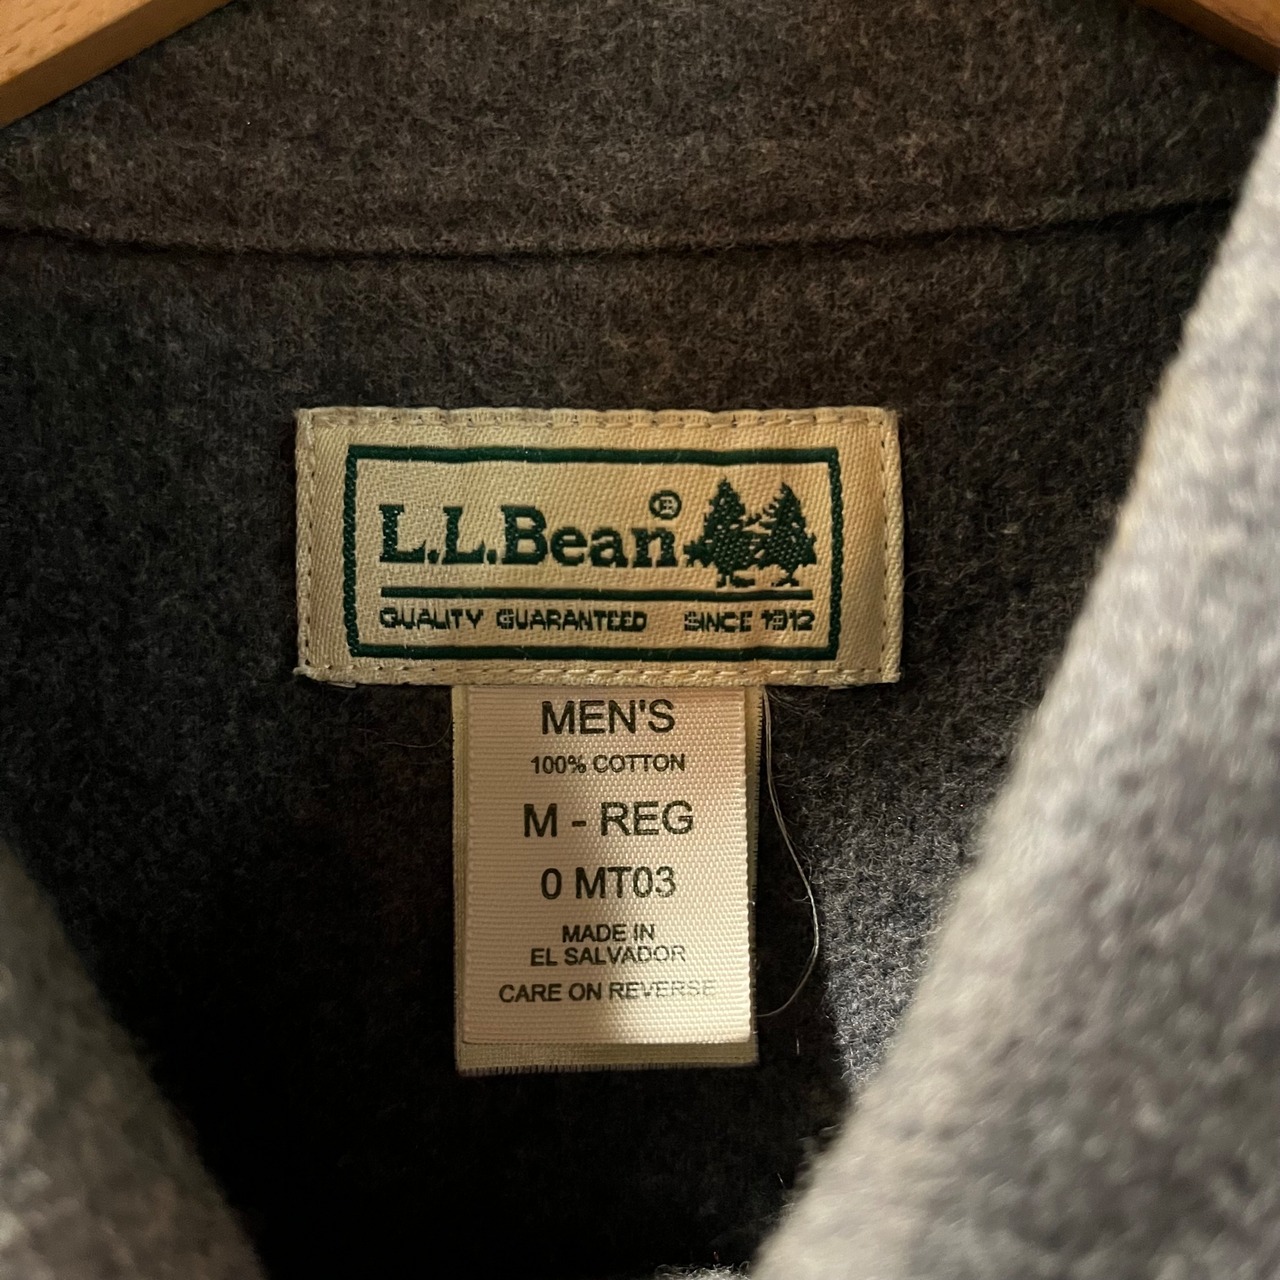 L.L.Bean®
QUALITY GUARANTEED SINCE 1912
MEN'S
100% COTTON
M - REG
0 MT03
MADE IN
EL SALVADOR
CARE ON REVERSE